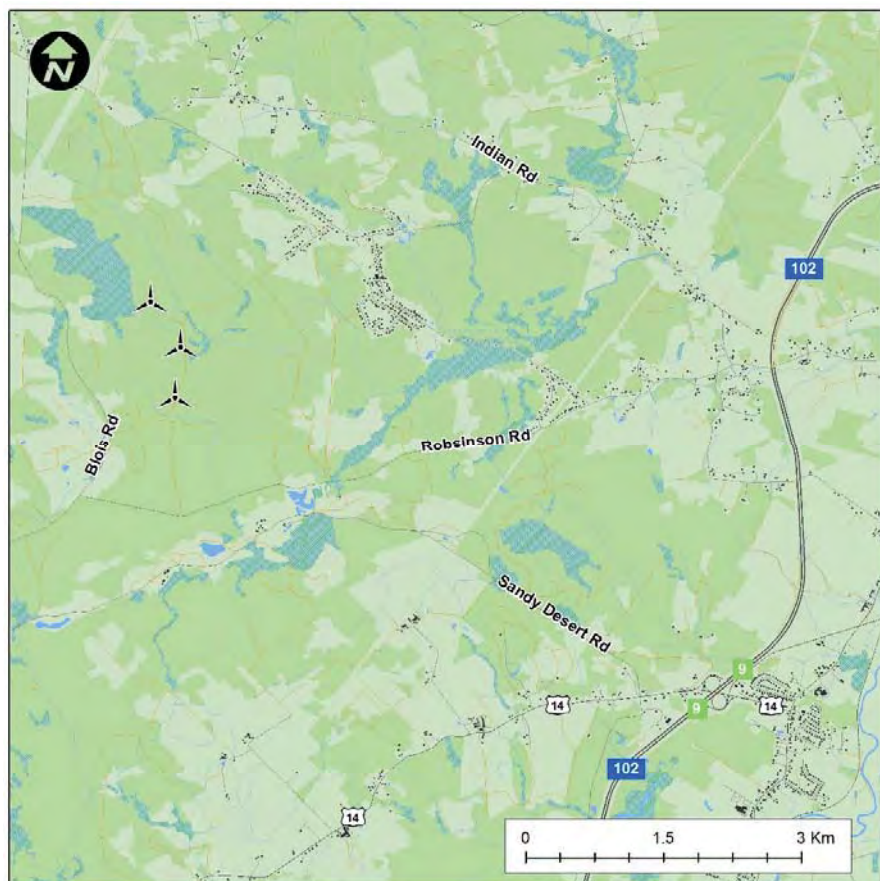 N
Indian Rd
102
Blois Rd
Robsinson Rd
Sandy Desert Rd
9
14
9
14
102
14
0 1.5 3 Km